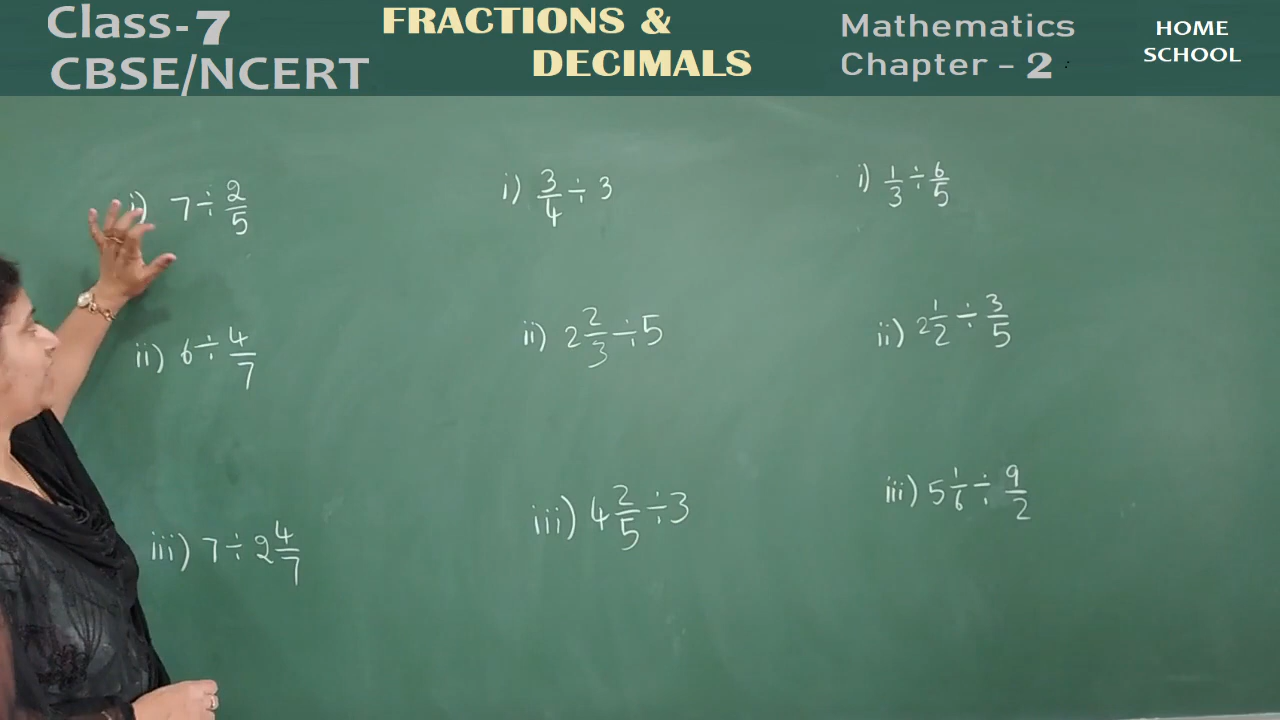 Class-7
CBSE/NCERT
FRACTIONS &
DECIMALS
Mathematics
Chapter - 2
HOME
SCHOOL
i) 7 ÷ 2/5
ii) 6 ÷ 4/7
iii) 7 ÷ 2 4/7
i) 3/4 ÷ 3
ii) 2 2/3 ÷ 5
iii) 4 2/5 ÷ 3
i) 1/3 ÷ 6/5
ii) 2 1/2 ÷ 3/5
iii) 5 1/6 ÷ 9/2